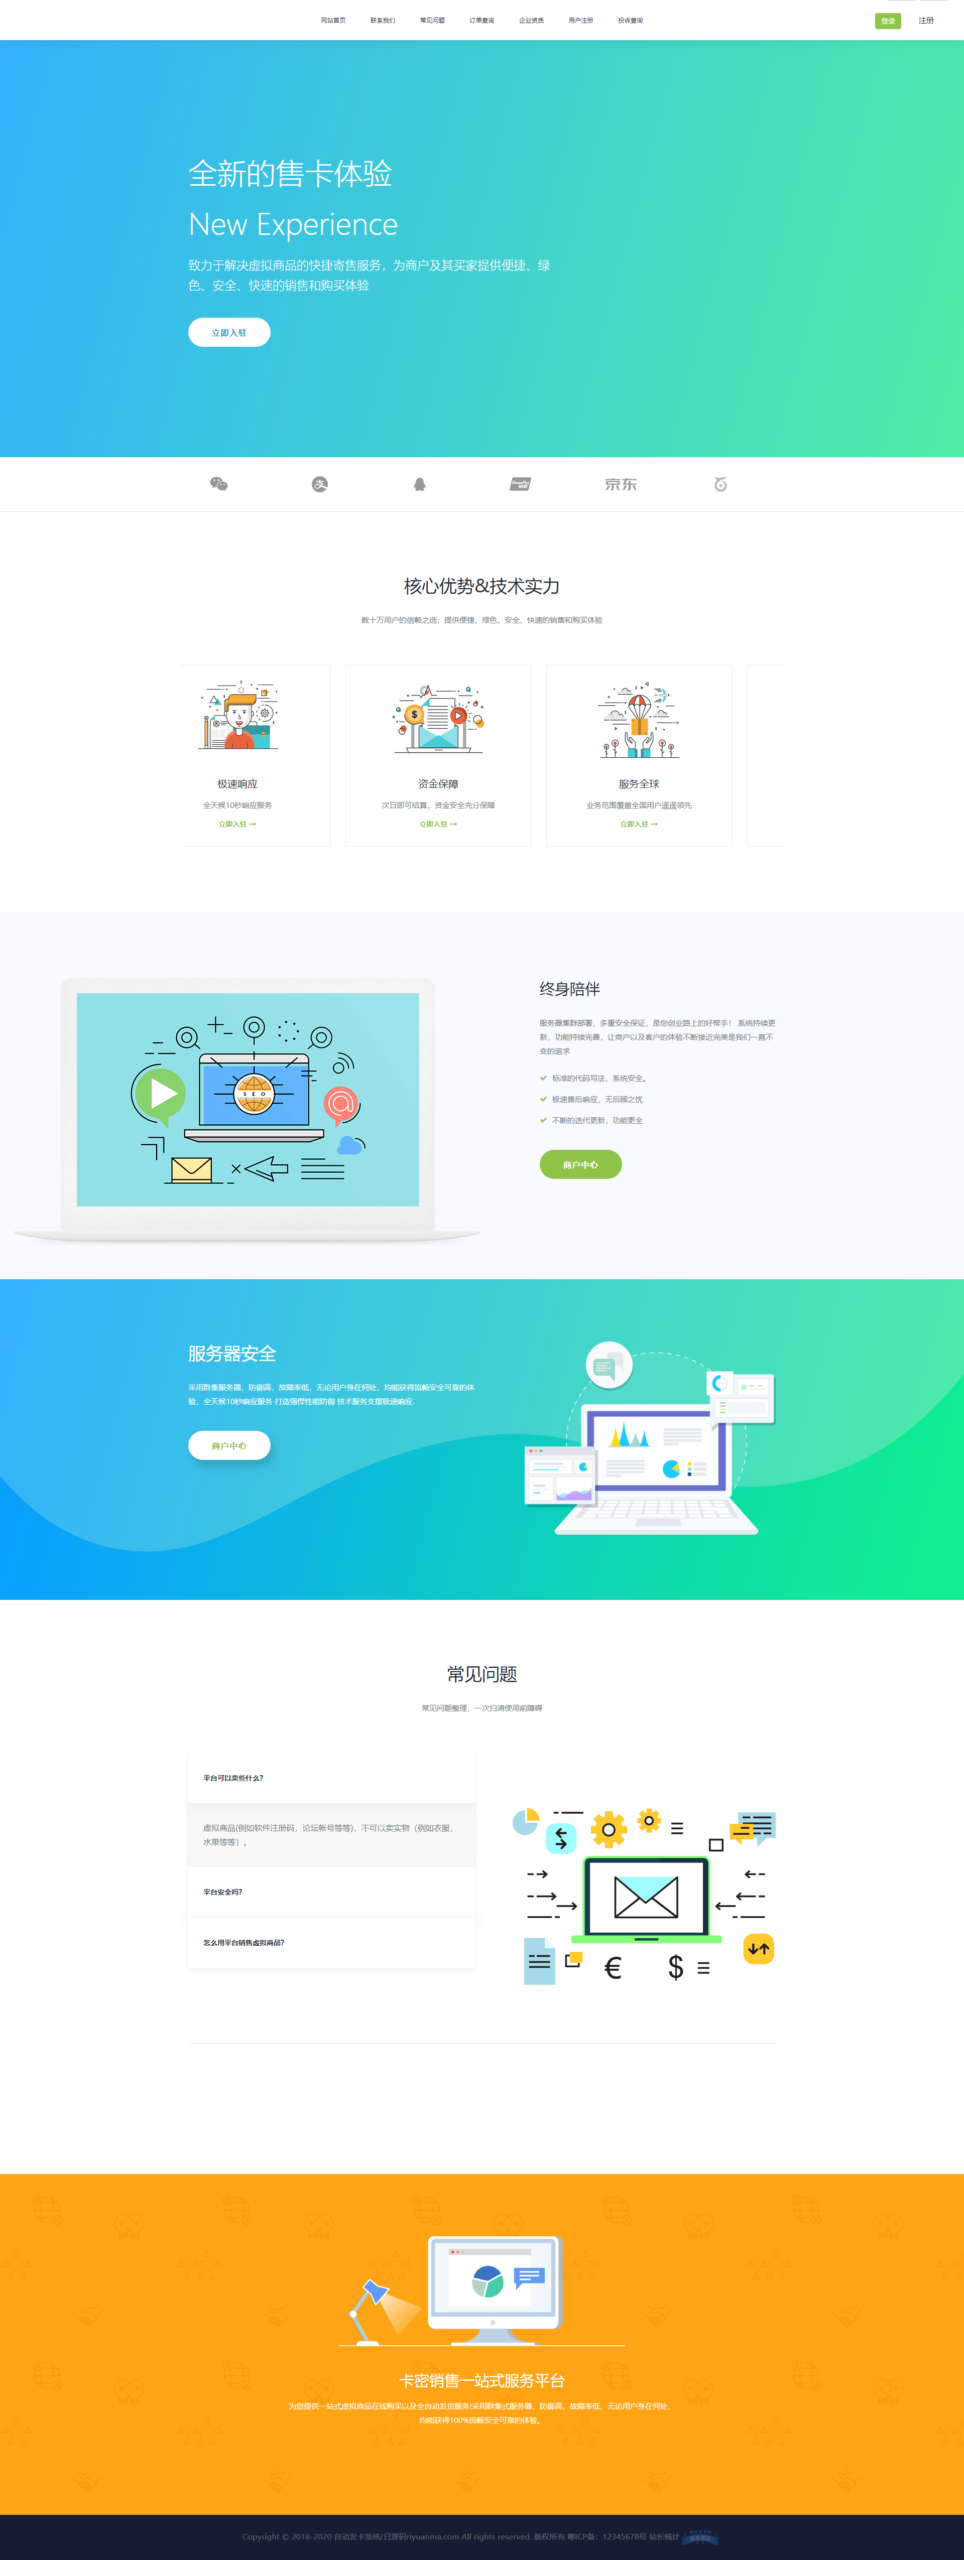 网站首页 联系我们 常见问题 订单查询 企业资质 用户注册 投诉查询 登录 注册
全新的售卡体验
New Experience
致力于解决虚拟商品的快捷寄售服务，为商户及其买家提供便捷、绿
色、安全、快速的销售和购买体验
立即入驻
京东
核心优势&技术实力
数十万用户的信赖之选，提供便捷、绿色、安全、快速的销售和购买体验
极速响应
全天候10秒响应服务
立即入驻 →
资金保障
次日即可结算，资金安全充分保障
立即入驻 →
服务全球
业务范围覆盖全国用户遥遥领先
立即入驻 →
SEO
终身陪伴
服务器集群部署，多重安全保证，是您创业路上的好帮手！ 系统持续更
新，功能持续完善，让商户以及客户的体验不断接近完美是我们一直不
变的追求
标准的代码写法，系统安全。
极速售后响应，无后顾之忧
不断的迭代更新，功能更全
商户中心
服务器安全
采用群集服务器，防御高，故障率低，无论用户身在何处，均能获得流畅安全可靠的体
验，全天候10秒响应服务 打造强悍性能防御 技术服务支撑极速响应.
商户中心
常见问题
常见问题整理，一次扫清使用前障碍
平台可以卖些什么？
虚拟商品(例如软件注册码，论坛帐号等等)，不可以卖实物（例如衣服，
水果等等）。
平台安全吗？
怎么用平台销售虚拟商品？
卡密销售一站式服务平台
为您提供一站式虚拟商品在线购买以及全自动发货服务!采用群集式服务器，防御高，故障率低，无论用户身在何处，
均能获得100%流畅安全可靠的体验。
Copyright © 2018-2020 自动发卡系统/日源码riyuanma.com All rights reserved. 版权所有 粤ICP备：12345678号 站长统计